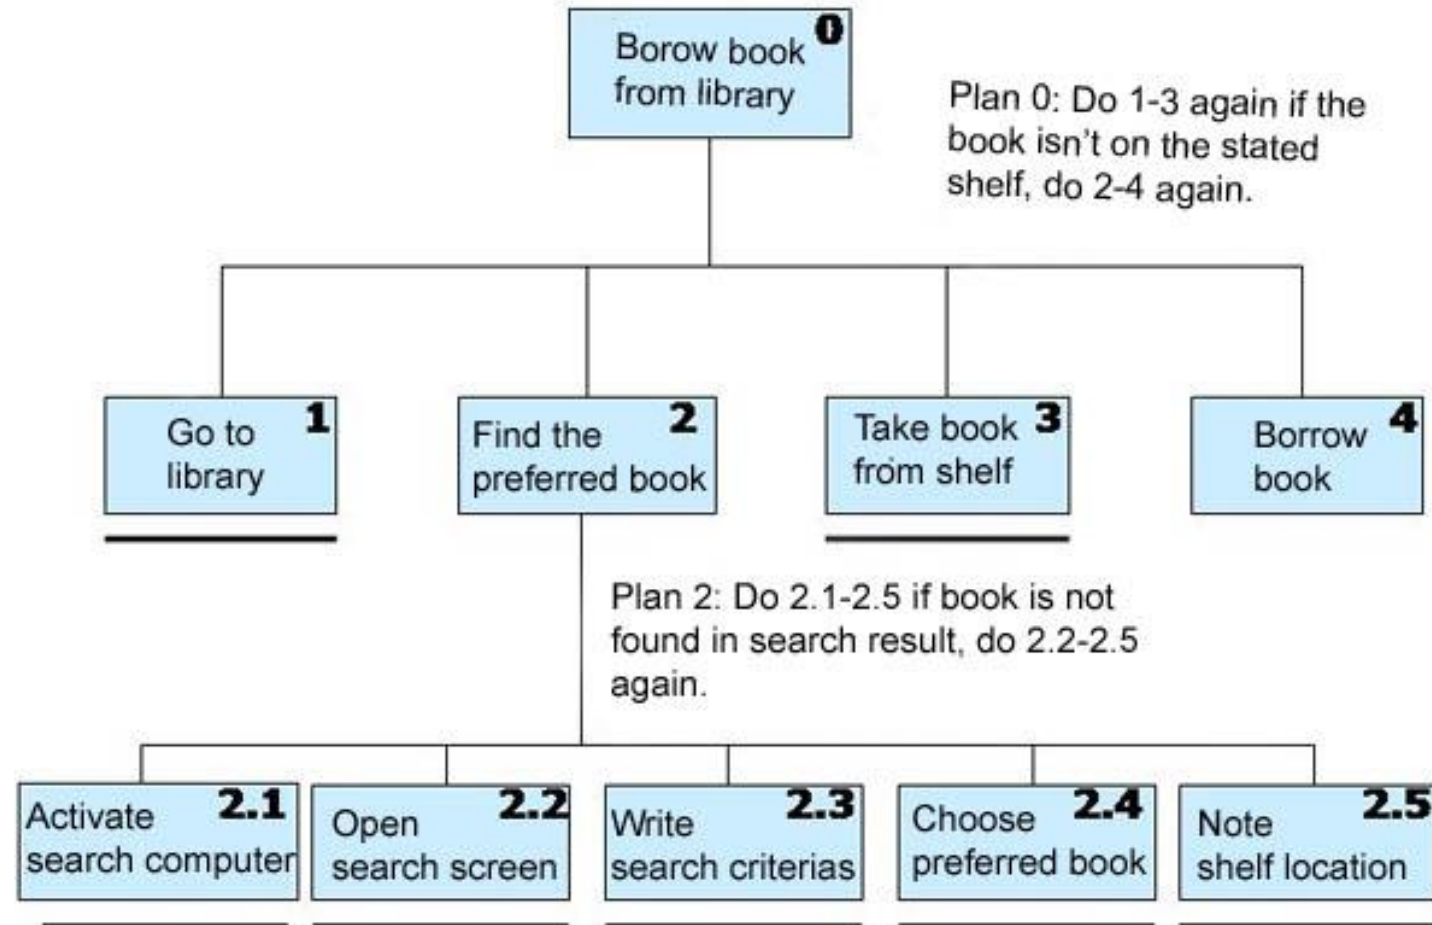 0
Borow book
from library
Plan 0: Do 1-3 again if the
book isn't on the stated
shelf, do 2-4 again.
1
Go to
library
2
Find the
preferred book
3
Take book
from shelf
4
Borrow
book
Plan 2: Do 2.1-2.5 if book is not
found in search result, do 2.2-2.5
again.
2.1
Activate
search computer
2.2
Open
search screen
2.3
Write
search criterias
2.4
Choose
preferred book
2.5
Note
shelf location